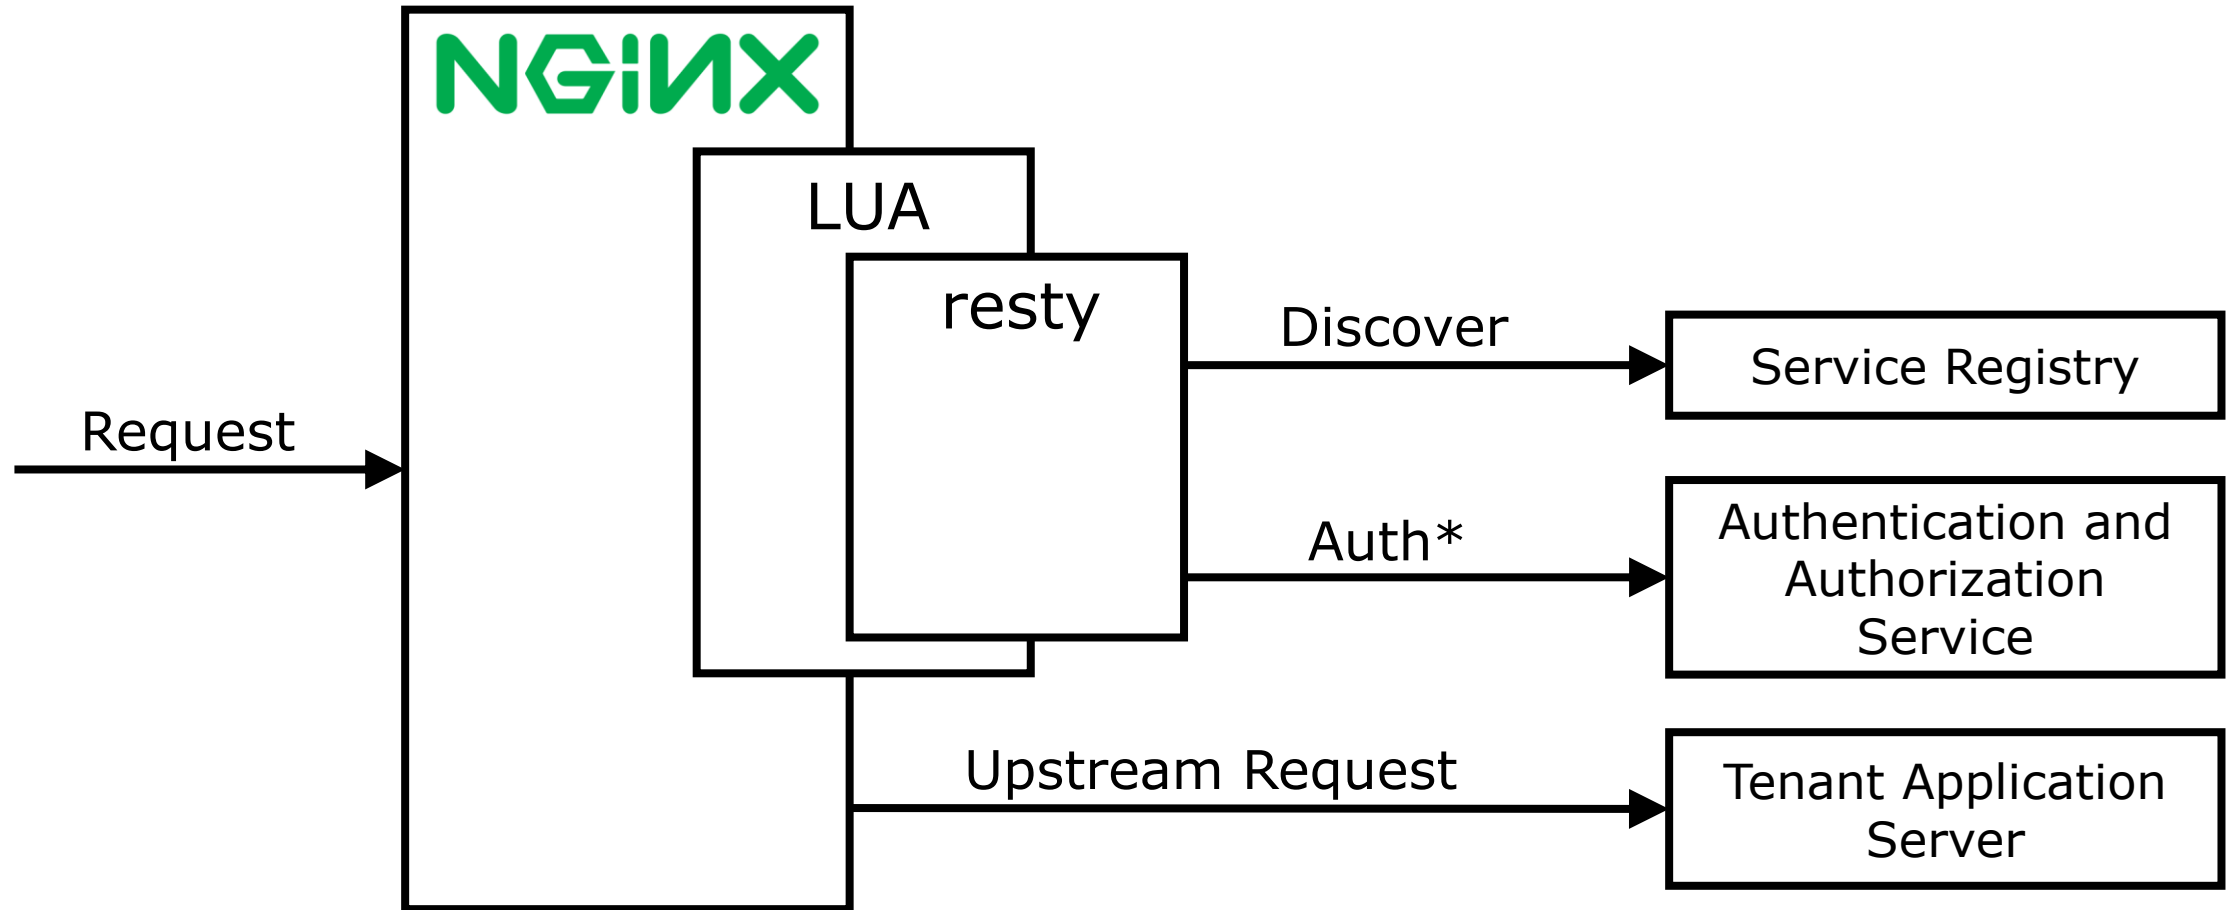 NGiNX
LUA
resty
Discover
Service Registry
Request
Auth*
Authentication and
Authorization
Service
Upstream Request
Tenant Application
Server